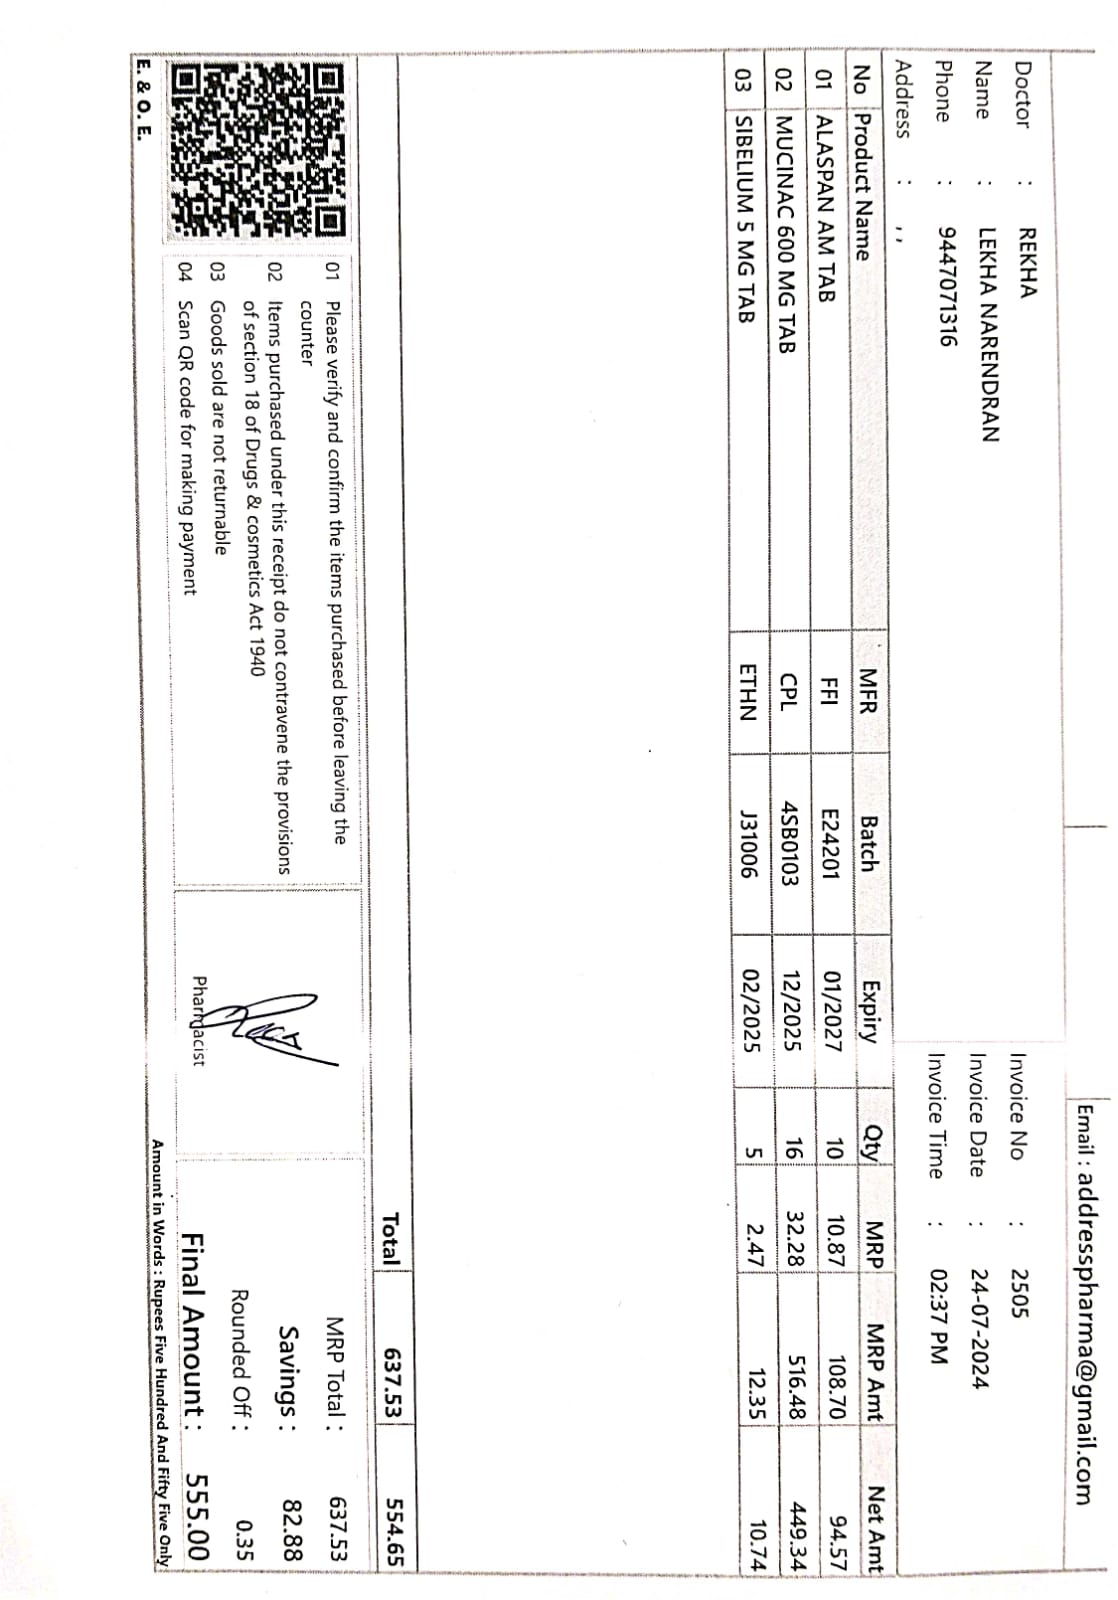 Email : addresspharma@gmail.com
Doctor : REKHA
Name : LEKHA NARENDRAN
Phone : 9447071316
Address : , ,
Invoice No : 2505
Invoice Date : 24-07-2024
Invoice Time : 02:37 PM
No Product Name MFR Batch Expiry Qty MRP MRP Amt Net Amt
01 ALASPAN AM TAB FFI E24201 01/2027 10 10.87 108.70 94.57
02 MUCINAC 600 MG TAB CPL 4SB0103 12/2025 16 32.28 516.48 449.34
03 SIBELIUM 5 MG TAB ETHN J31006 02/2025 5 2.47 12.35 10.74
Total 637.53 554.65
01 Please verify and confirm the items purchased before leaving the
counter
02 Items purchased under this receipt do not contravene the provisions
of section 18 of Drugs & cosmetics Act 1940
03 Goods sold are not returnable
04 Scan QR code for making payment
E. & O. E.
Pharmacist
MRP Total : 637.53
Savings : 82.88
Rounded Off : 0.35
Final Amount : 555.00
Amount in Words : Rupees Five Hundred And Fifty Five Only